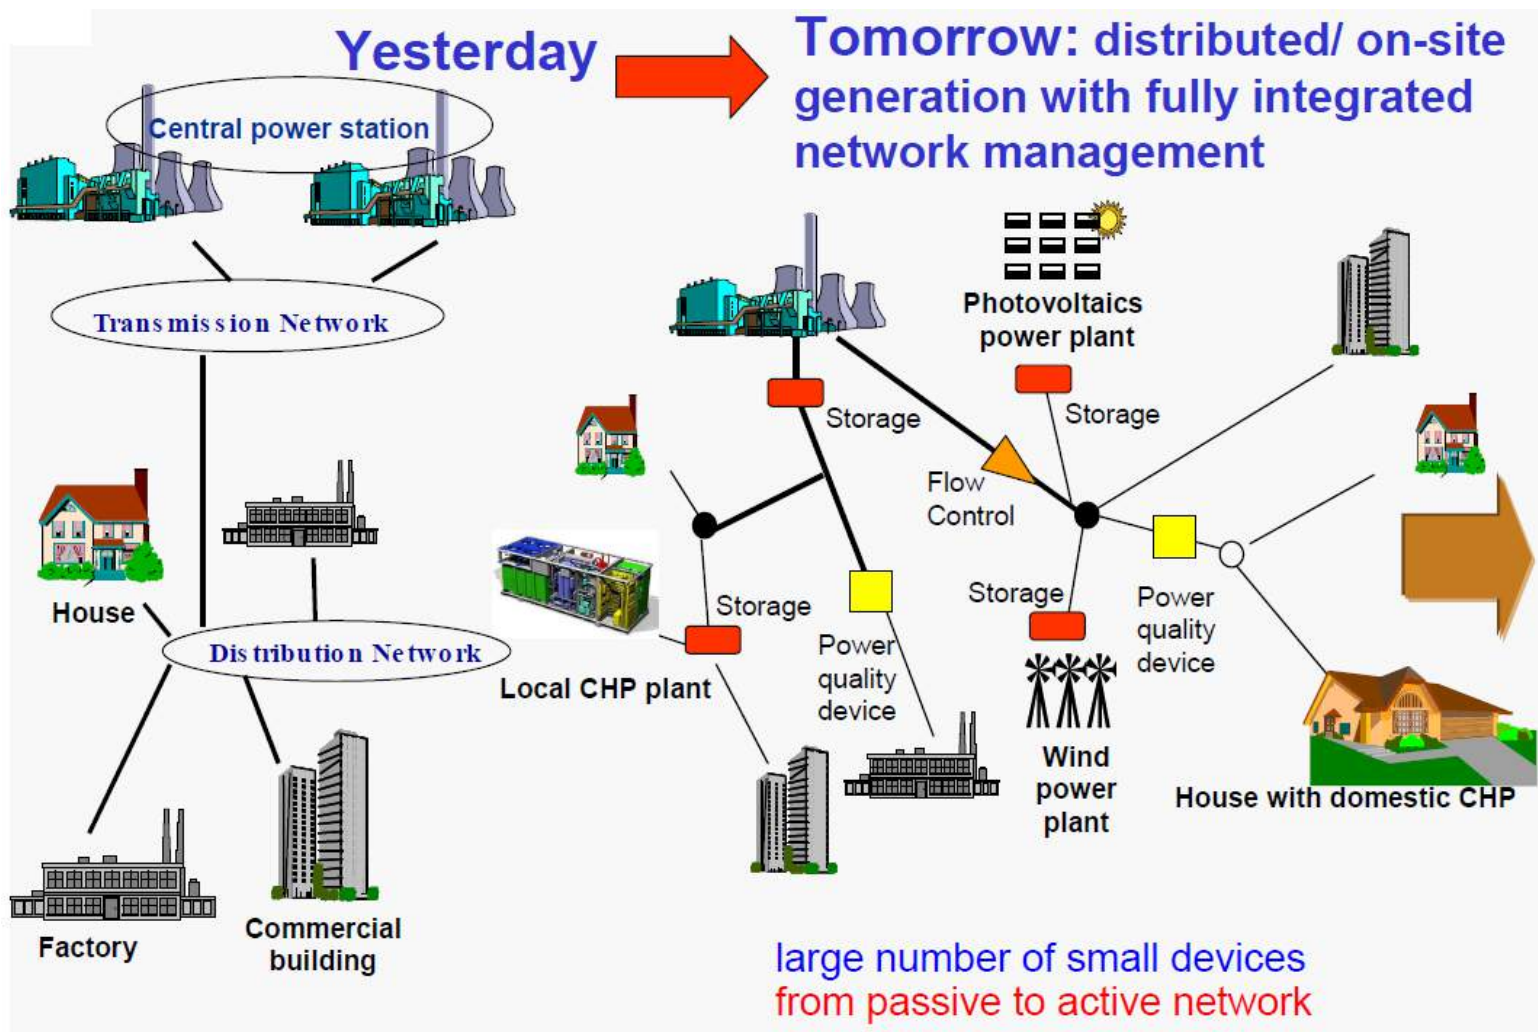 Yesterday
Tomorrow: distributed/ on-site
generation with fully integrated
network management
Central power station
Transmission Network
House
Distribution Network
Factory
Commercial
building
Photovoltaics
power plant
Storage
Storage
Flow
Control
Storage
Storage
Power
quality
device
Power
quality
device
Local CHP plant
Wind
power
plant
House with domestic CHP
large number of small devices
from passive to active network